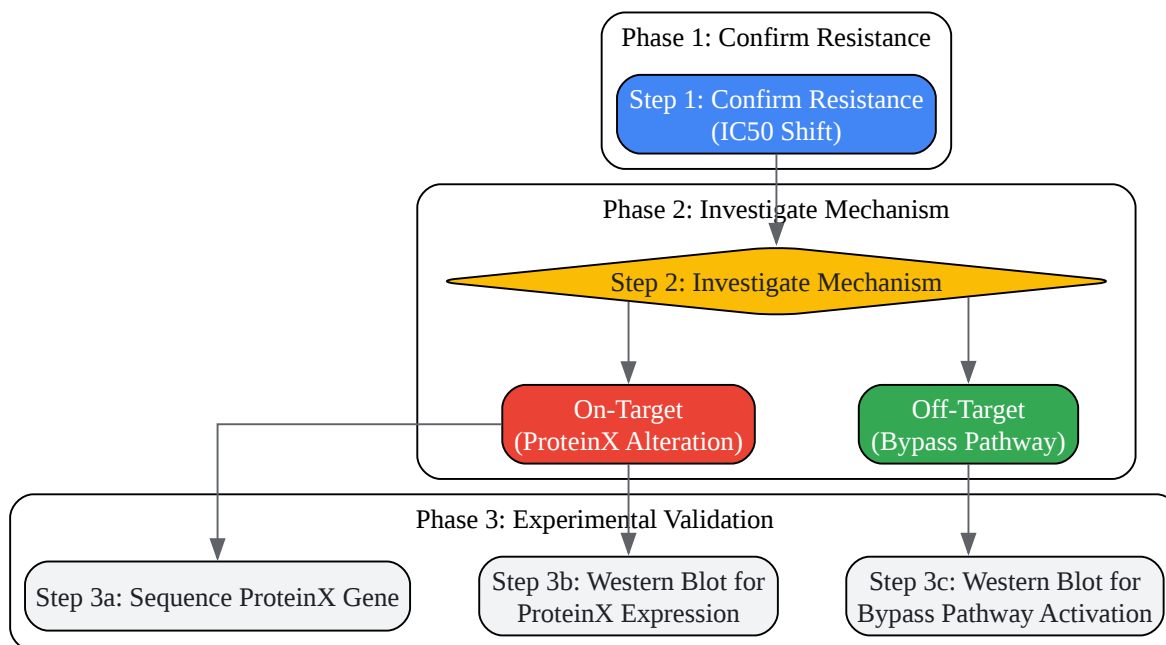 Phase 1: Confirm Resistance
Step 1: Confirm Resistance
(IC50 Shift)
Phase 2: Investigate Mechanism
Step 2: Investigate Mechanism
On-Target
(ProteinX Alteration)
Off-Target
(Bypass Pathway)
Phase 3: Experimental Validation
Step 3a: Sequence ProteinX Gene
Step 3b: Western Blot for
ProteinX Expression
Step 3c: Western Blot for
Bypass Pathway Activation